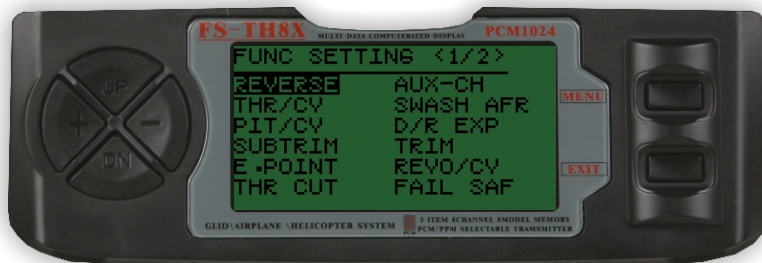 FS-TH8X MULTI DATA COMPUTERIZED DISPLAY PCM1024
FUNC SETTING <1/2>
REVERSE AUX-CH
THR/CV SWASH AFR
PIT/CV D/R EXP
SUBTRIM TRIM
E.POINT REVO/CV
THR CUT FAIL SAF
UP
+ -
DN
MENU
EXIT
GLID\AIRPLANE \HELICOPTER SYSTEM
PCM
3 ITEM 8CHANNEL 8MODEL MEMORY
PCM/PPM SELECTABLE TRAMSMITTER